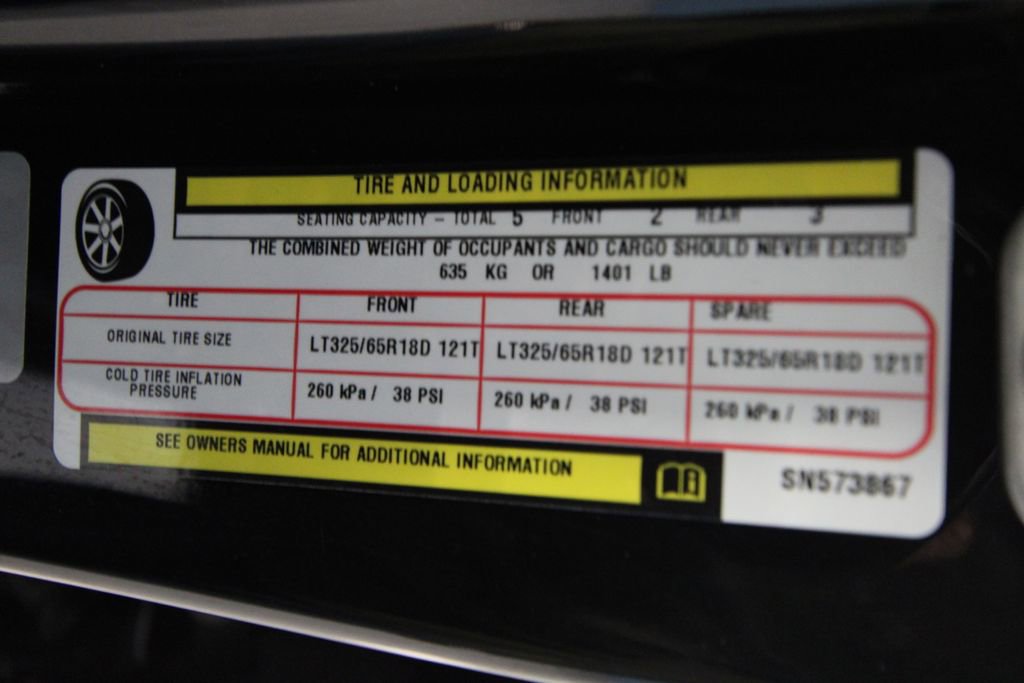 TIRE AND LOADING INFORMATION
SEATING CAPACITY – TOTAL 5 FRONT 2 REAR 3
THE COMBINED WEIGHT OF OCCUPANTS AND CARGO SHOULD NEVER EXCEED
635 KG OR 1401 LB
TIRE FRONT REAR SPARE
ORIGINAL TIRE SIZE LT325/65R18D 121T LT325/65R18D 121T LT325/65R18D 121T
COLD TIRE INFLATION
PRESSURE 260 kPa / 38 PSI 260 kPa / 38 PSI 260 kPa / 38 PSI
SEE OWNERS MANUAL FOR ADDITIONAL INFORMATION
SN573867